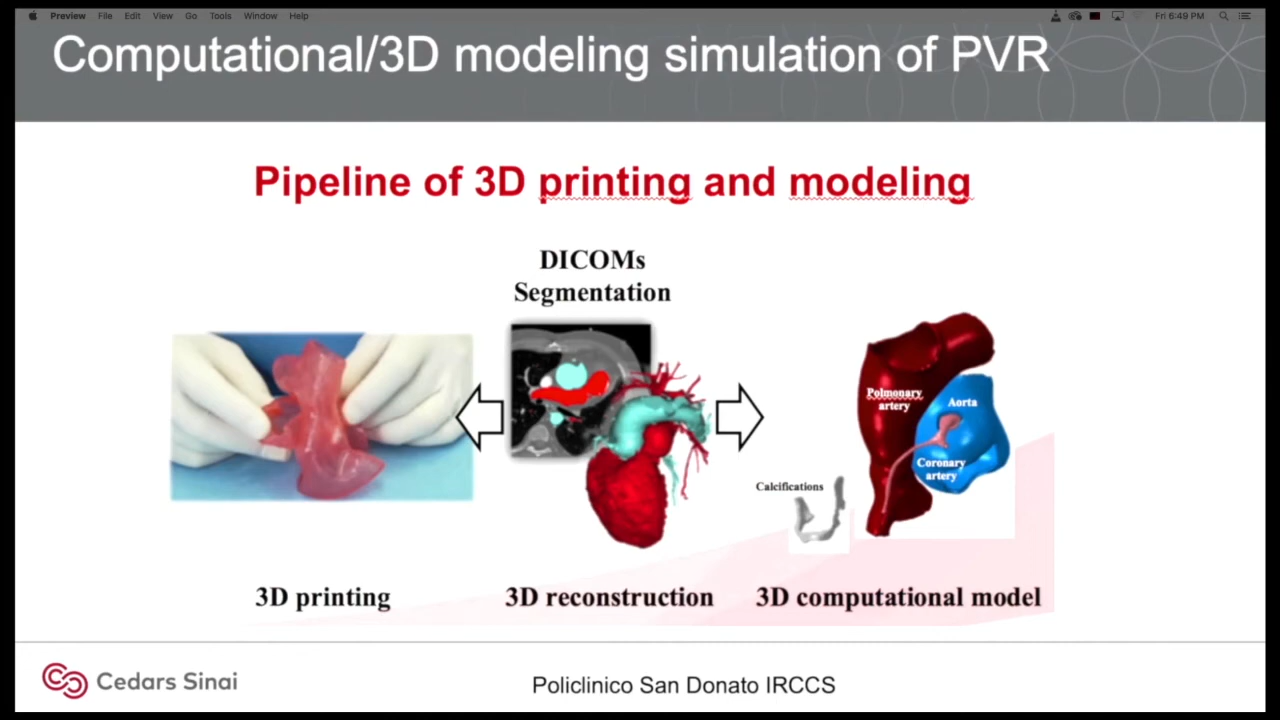 Preview File Edit View Go Tools Window Help Fri 6:49 PM
Computational/3D modeling simulation of PVR
Pipeline of 3D printing and modeling
DICOMs
Segmentation
Polmonary
artery
Aorta
Coronary
artery
Calcifications
3D printing
3D reconstruction
3D computational model
Cedars Sinai
Policlinico San Donato IRCCS